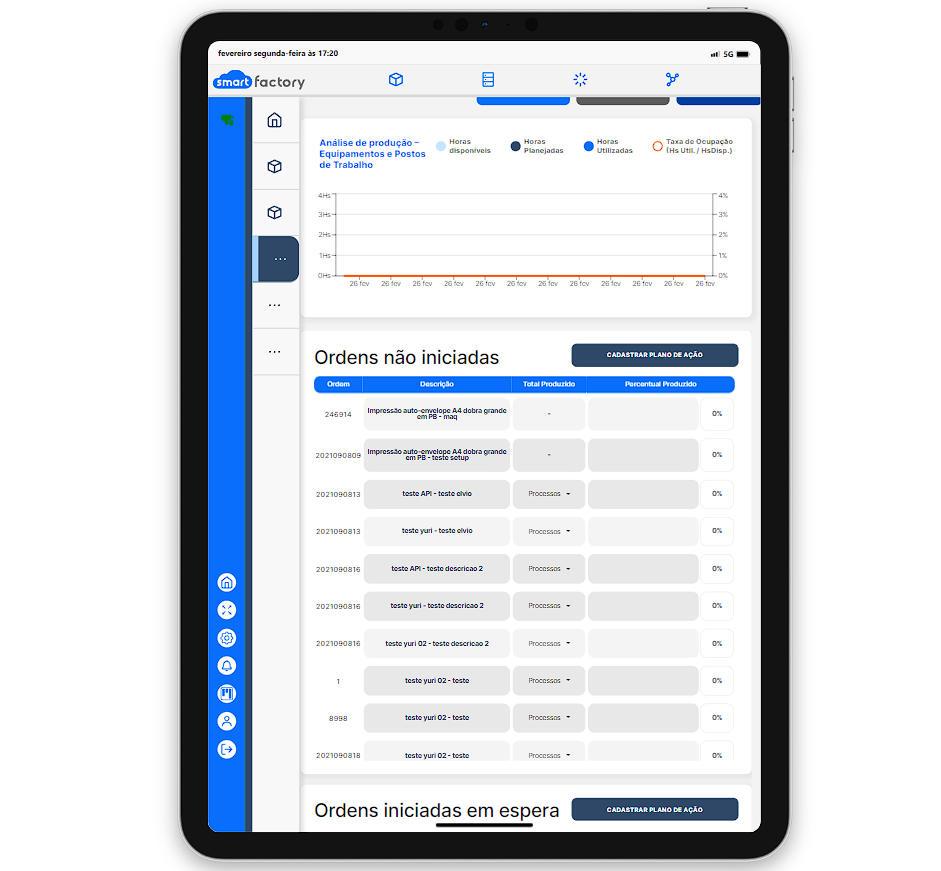 fevereiro segunda-feira às 17:20
5G
smart factory
Análise de produção –
Equipamentos e Postos
de Trabalho
Horas
disponíveis
Horas
Planejadas
Horas
Utilizadas
Taxa de Ocupação
(Hs Util. / HsDisp.)
4Hs
3Hs
2Hs
1Hs
0Hs
4%
3%
2%
1%
0%
26 fev 26 fev 26 fev 26 fev 26 fev 26 fev 26 fev 26 fev 26 fev 26 fev 26 fev 26 fev
Ordens não iniciadas
CADASTRAR PLANO DE AÇÃO
Ordem Descrição Total Produzido Percentual Produzido
246914 Impressão auto-envelope A4 dobra grande
em PB - maq - 0%
2021090809 Impressão auto-envelope A4 dobra grande
em PB - teste setup - 0%
2021090813 teste API - teste elvio Processos 0%
2021090813 teste yuri - teste elvio Processos 0%
2021090816 teste API - teste descricao 2 Processos 0%
2021090816 teste yuri - teste descricao 2 Processos 0%
2021090816 teste yuri 02 - teste descricao 2 Processos 0%
1 teste yuri 02 - teste Processos 0%
8998 teste yuri 02 - teste Processos 0%
2021090818 teste yuri 02 - teste Processos 0%
Ordens iniciadas em espera
CADASTRAR PLANO DE AÇÃO